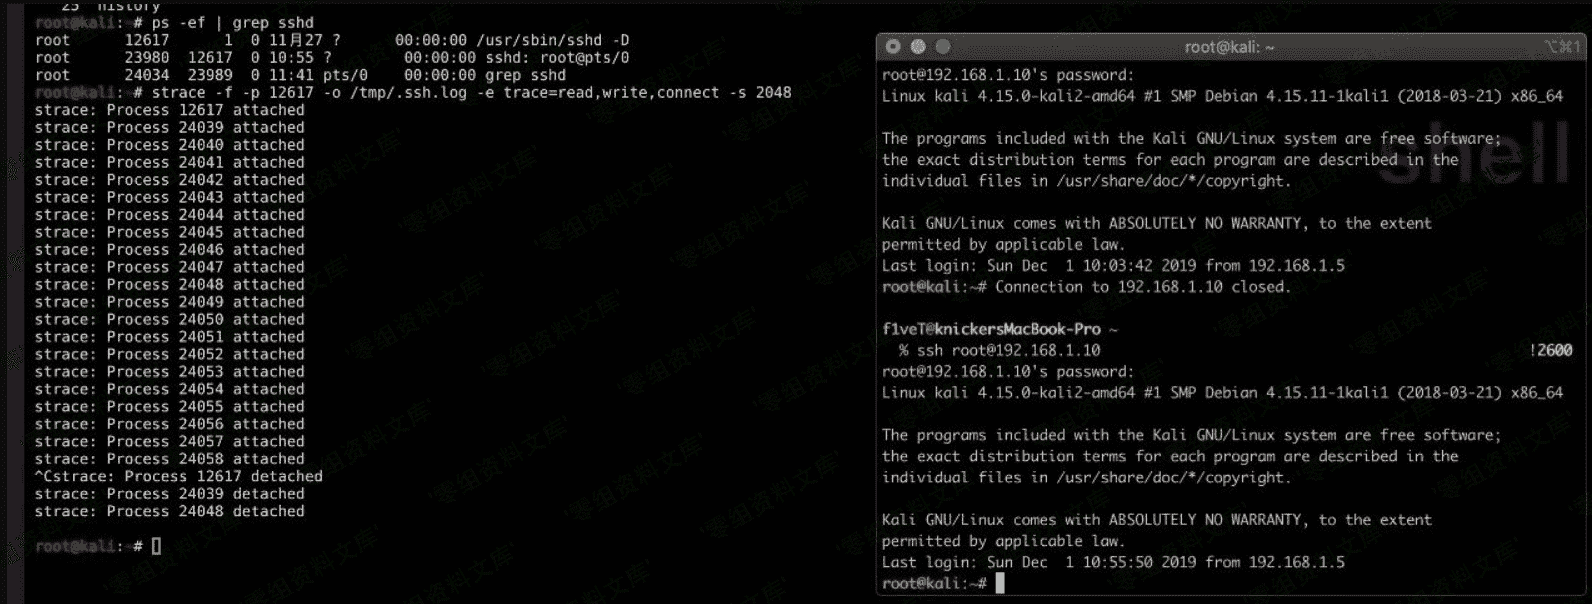 25  history
root@kali: ~# ps -ef | grep sshd
root      12617      1  0 11月27 ?      00:00:00 /usr/sbin/sshd -D
root      23980  12617  0 10:55 ?        00:00:00 sshd: root@pts/0
root      24034  23989  0 11:41 pts/0    00:00:00 grep sshd
root@kali: ~# strace -f -p 12617 -o /tmp/.ssh.log -e trace=read,write,connect -s 2048
strace: Process 12617 attached
strace: Process 24039 attached
strace: Process 24040 attached
strace: Process 24041 attached
strace: Process 24042 attached
strace: Process 24043 attached
strace: Process 24044 attached
strace: Process 24045 attached
strace: Process 24046 attached
strace: Process 24047 attached
strace: Process 24048 attached
strace: Process 24049 attached
strace: Process 24050 attached
strace: Process 24051 attached
strace: Process 24052 attached
strace: Process 24053 attached
strace: Process 24054 attached
strace: Process 24055 attached
strace: Process 24056 attached
strace: Process 24057 attached
strace: Process 24058 attached
^Cstrace: Process 12617 detached
strace: Process 24039 detached
strace: Process 24048 detached
root@kali: ~#
root@kali: ~
⌥⌘1
root@192.168.1.10's password:
Linux kali 4.15.0-kali2-amd64 #1 SMP Debian 4.15.11-1kali1 (2018-03-21) x86_64
The programs included with the Kali GNU/Linux system are free software;
the exact distribution terms for each program are described in the
individual files in /usr/share/doc/*/copyright.
shell
Kali GNU/Linux comes with ABSOLUTELY NO WARRANTY, to the extent
permitted by applicable law.
Last login: Sun Dec  1 10:03:42 2019 from 192.168.1.5
root@kali:~# Connection to 192.168.1.10 closed.
f1veT@knickersMacBook-Pro ~
% ssh root@192.168.1.10 !2600
root@192.168.1.10's password:
Linux kali 4.15.0-kali2-amd64 #1 SMP Debian 4.15.11-1kali1 (2018-03-21) x86_64
The programs included with the Kali GNU/Linux system are free software;
the exact distribution terms for each program are described in the
individual files in /usr/share/doc/*/copyright.
Kali GNU/Linux comes with ABSOLUTELY NO WARRANTY, to the extent
permitted by applicable law.
Last login: Sun Dec  1 10:55:50 2019 from 192.168.1.5
root@kali:~#
'零组资料文库'